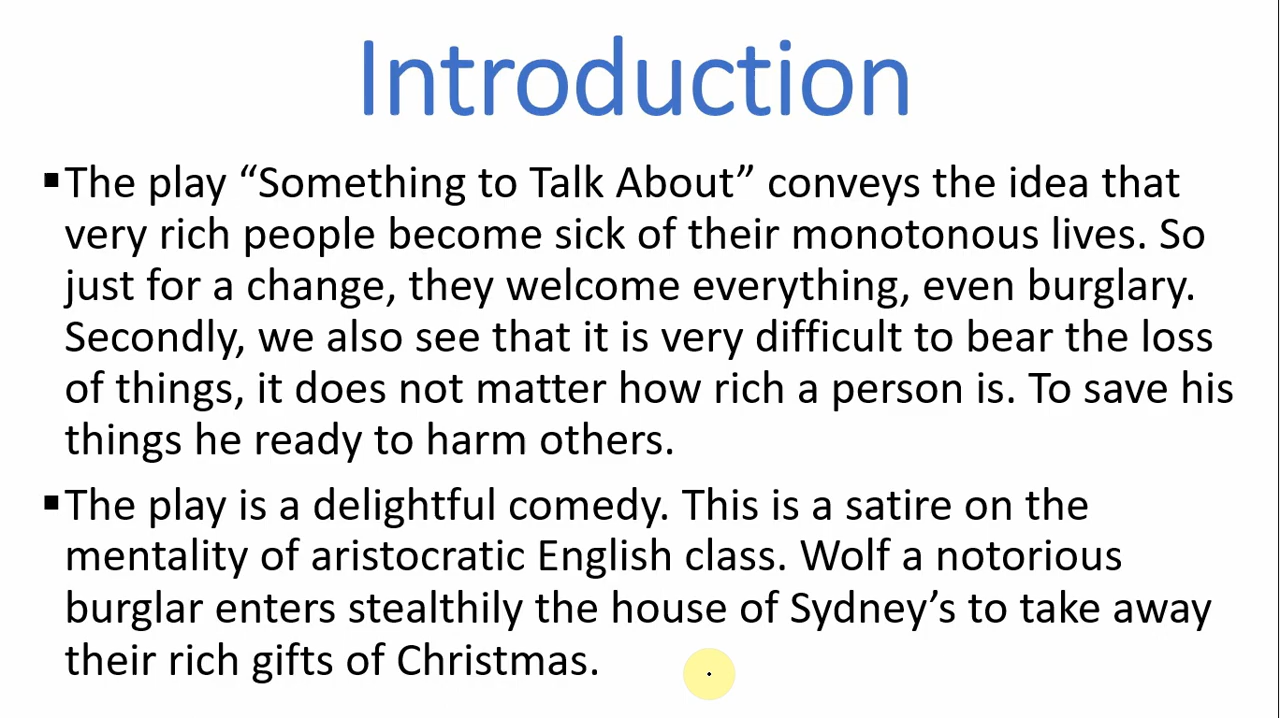 Introduction
▪The play “Something to Talk About” conveys the idea that
very rich people become sick of their monotonous lives. So
just for a change, they welcome everything, even burglary.
Secondly, we also see that it is very difficult to bear the loss
of things, it does not matter how rich a person is. To save his
things he ready to harm others.
▪The play is a delightful comedy. This is a satire on the
mentality of aristocratic English class. Wolf a notorious
burglar enters stealthily the house of Sydney’s to take away
their rich gifts of Christmas.